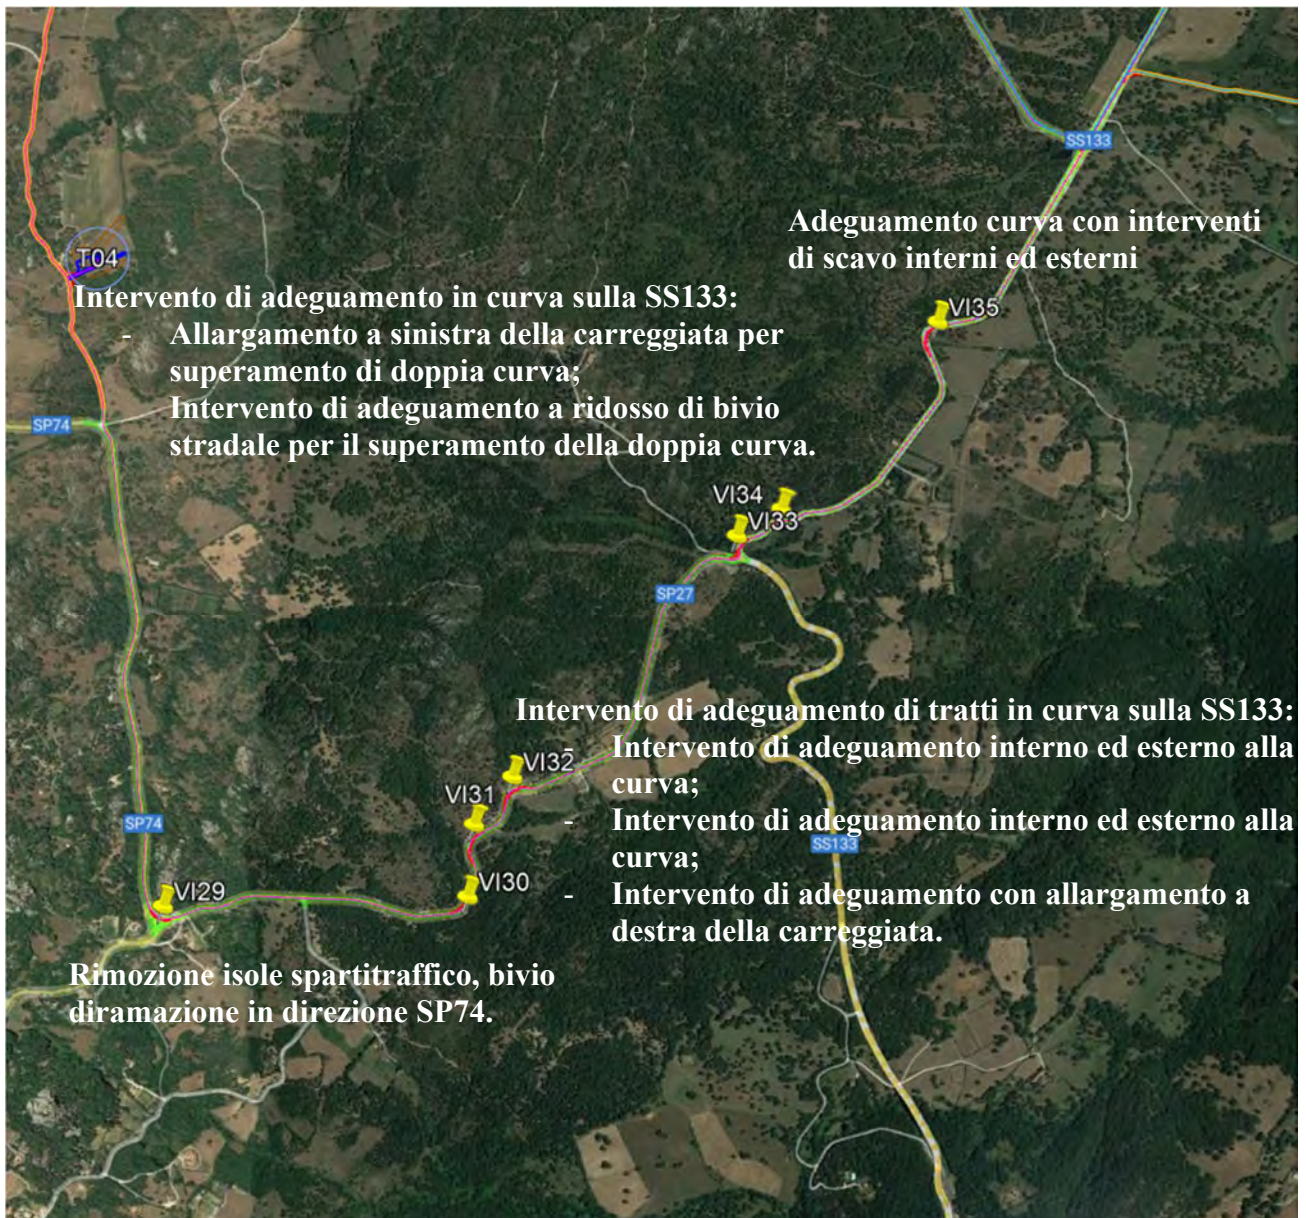 SS133
Adeguamento curva con interventi
di scavo interni ed esterni
T04
Intervento di adeguamento in curva sulla SS133:
- Allargamento a sinistra della carreggiata per
superamento di doppia curva;
Intervento di adeguamento a ridosso di bivio
stradale per il superamento della doppia curva.
VI35
SP74
VI34
VI33
SP27
Intervento di adeguamento di tratti in curva sulla SS133:
- Intervento di adeguamento interno ed esterno alla
curva;
- Intervento di adeguamento interno ed esterno alla
curva;
- Intervento di adeguamento con allargamento a
destra della carreggiata.
VI32
VI31
SP74
SS133
VI30
VI29
Rimozione isole spartitraffico, bivio
diramazione in direzione SP74.